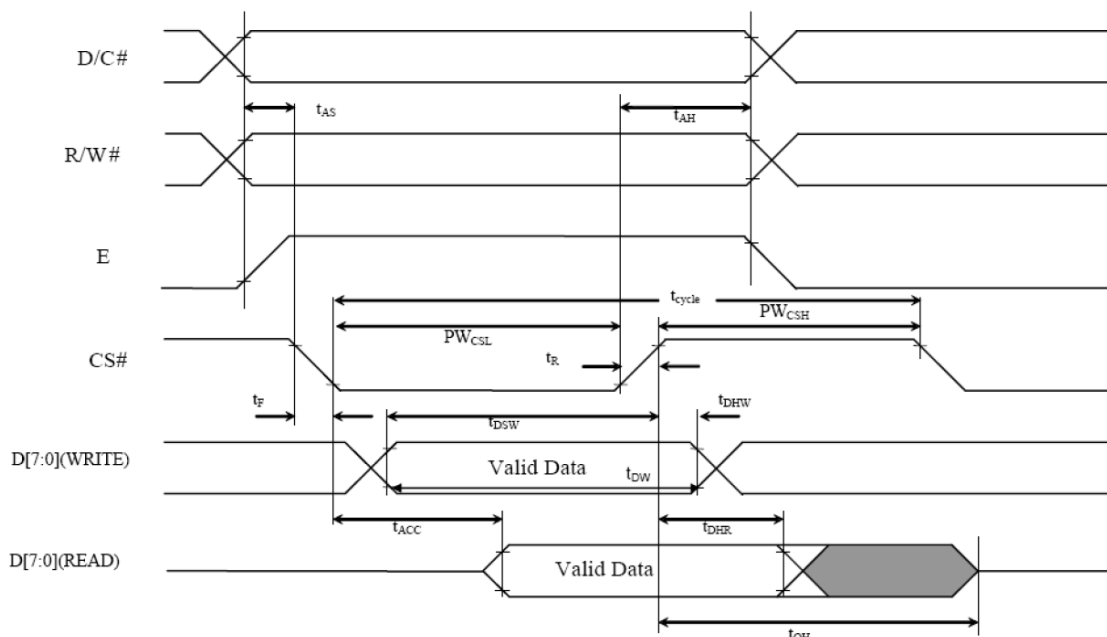 D/C#
tAS
tAH
R/W#
E
tcycle
PWCSL
PWCSH
CS#
tR
tF
tDSW
tDHW
D[7:0](WRITE)
Valid Data
tDW
tACC
tDHR
D[7:0](READ)
Valid Data